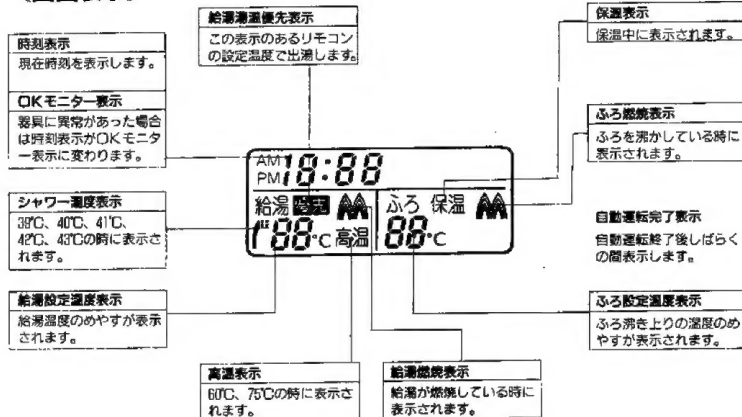 時刻表示
現在時刻を表示します。
OKモニター表示
器具に異常があった場合
は時刻表示がOKモニタ
ー表示に変わります。
シャワー温度表示
39℃、40℃、41℃、
42℃、43℃の時に表示さ
れます。
給湯設定温度表示
給湯温度のめやすが表示
されます。
給湯温度優先表示
この表示のあるリモコン
の設定温度で出湯します。
AM
PM 18:88
給湯 優先
188℃ 高温
ふろ 保温
88℃
高温表示
60℃、75℃の時に表示さ
れます。
給湯燃焼表示
給湯が燃焼している時に
表示されます。
保温表示
保温中に表示されます。
ふろ燃焼表示
ふろを沸かしている時に
表示されます。
自動運転完了表示
自動運転終了後しばらく
の間表示します。
ふろ設定温度表示
ふろ沸き上りの温度のめ
やすが表示されます。